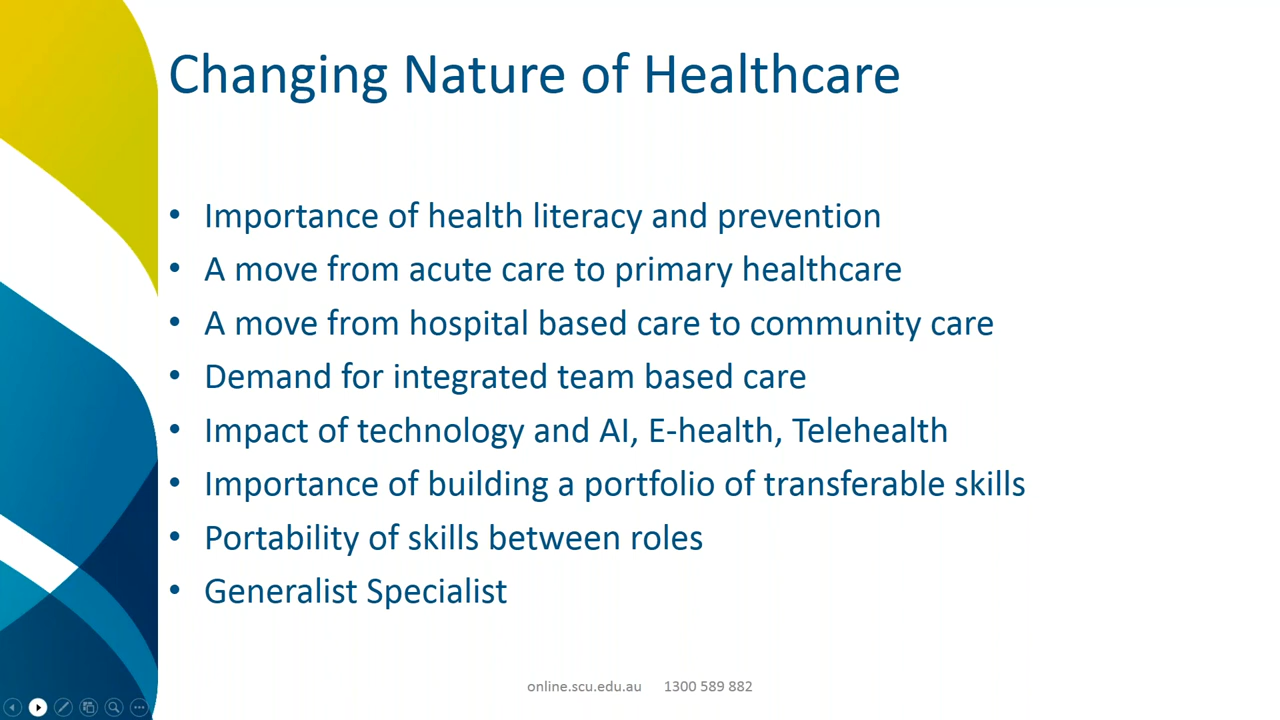 Changing Nature of Healthcare
• Importance of health literacy and prevention
• A move from acute care to primary healthcare
• A move from hospital based care to community care
• Demand for integrated team based care
• Impact of technology and AI, E-health, Telehealth
• Importance of building a portfolio of transferable skills
• Portability of skills between roles
• Generalist Specialist
online.scu.edu.au 1300 589 882